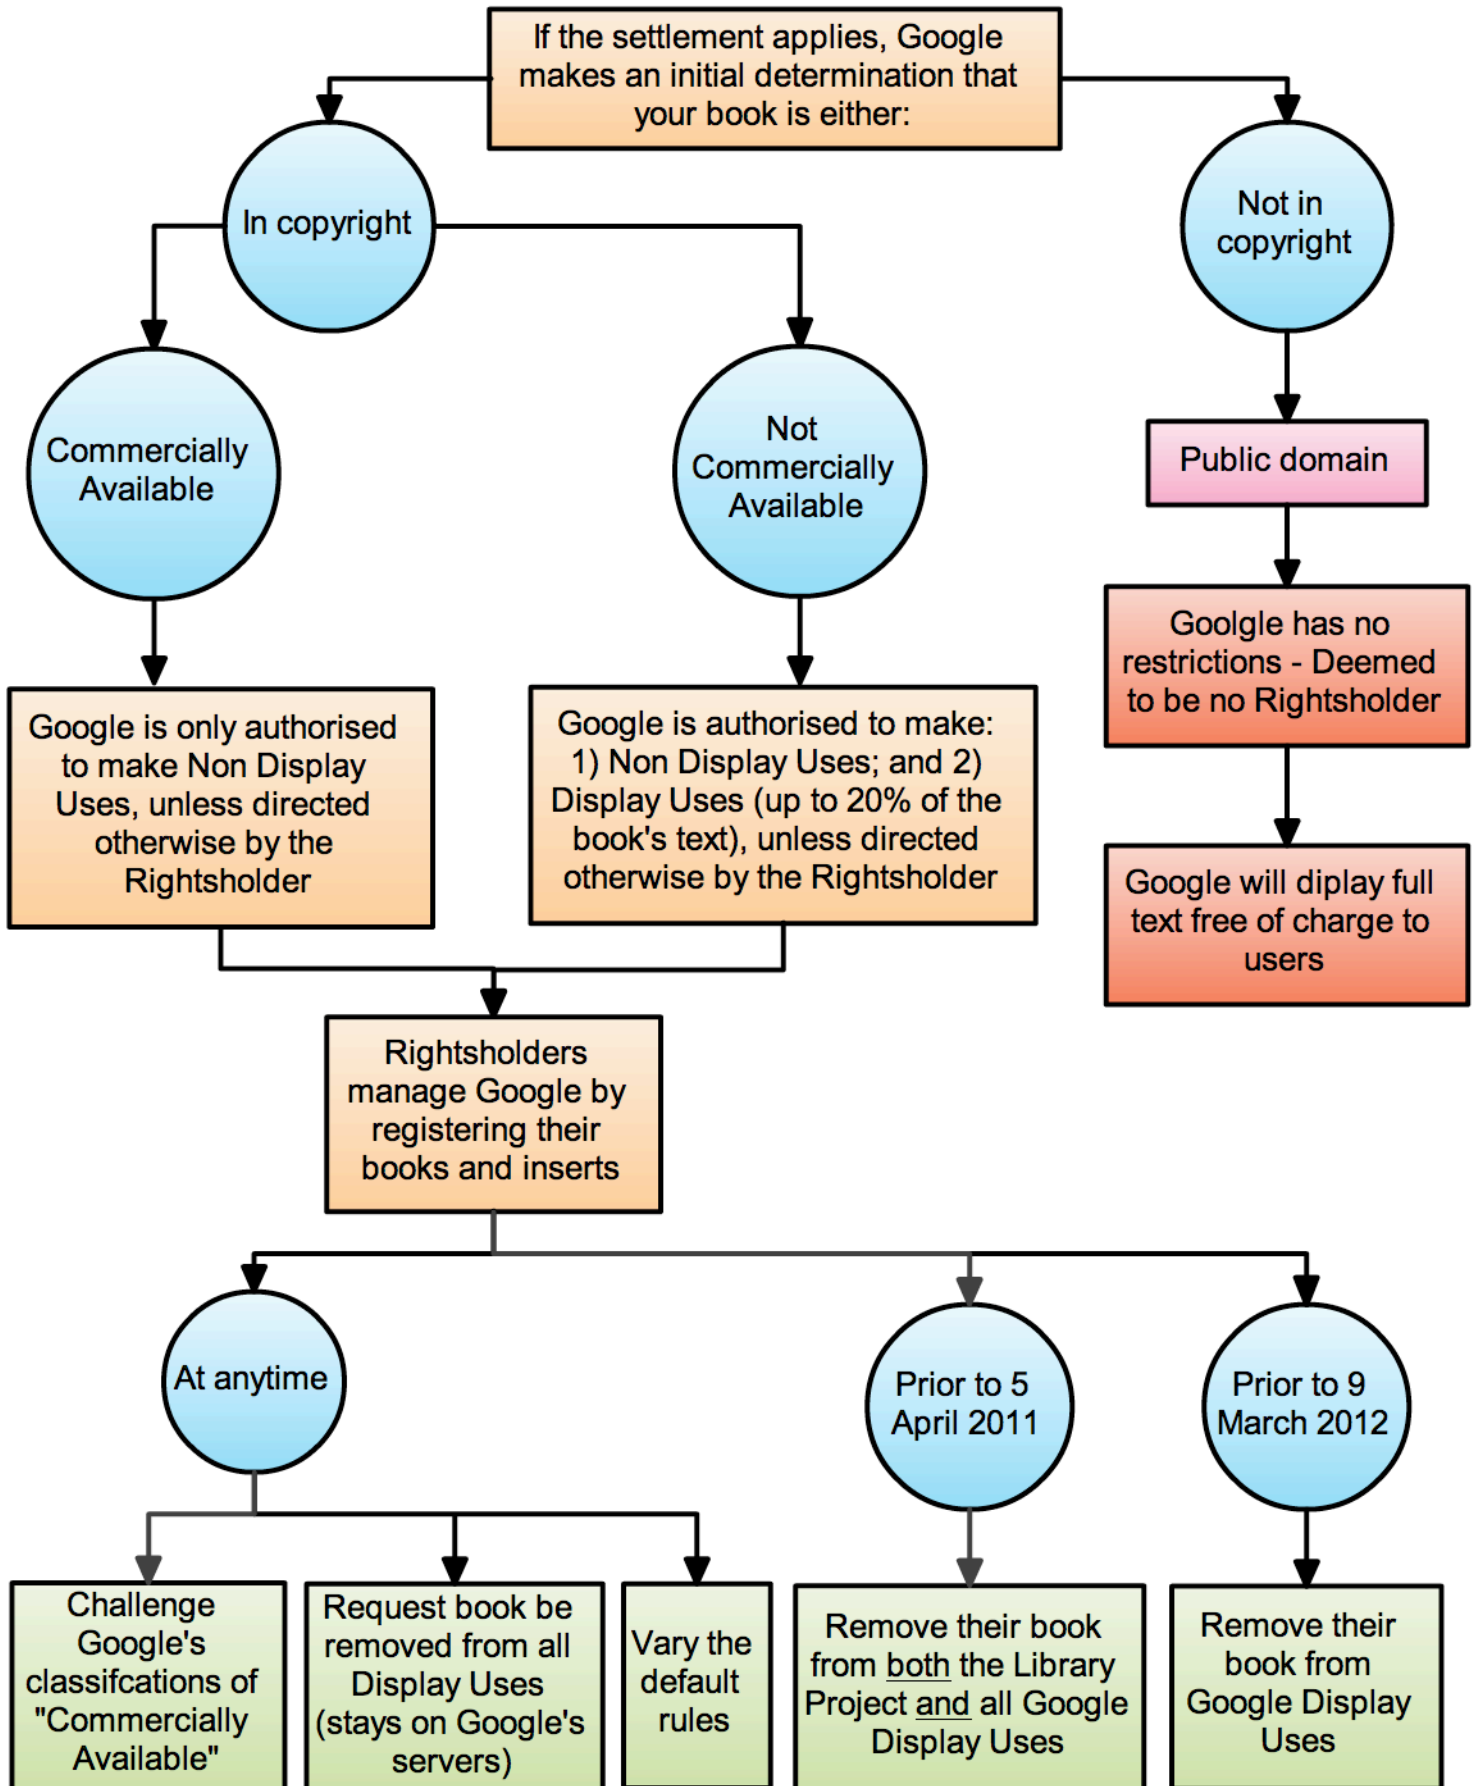 If the settlement applies, Google
makes an initial determination that
your book is either:
In copyright
Not in
copyright
Commercially
Available
Not
Commercially
Available
Public domain
Goolgle has no
restrictions - Deemed
to be no Rightsholder
Google is only authorised
to make Non Display
Uses, unless directed
otherwise by the
Rightsholder
Google is authorised to make:
1) Non Display Uses; and 2)
Display Uses (up to 20% of the
book's text), unless directed
otherwise by the Rightsholder
Google will diplay full
text free of charge to
users
Rightsholders
manage Google by
registering their
books and inserts
At anytime
Prior to 5
April 2011
Prior to 9
March 2012
Challenge
Google's
classifcations of
"Commercially
Available"
Request book be
removed from all
Display Uses
(stays on Google's
servers)
Vary the
default
rules
Remove their book
from both the Library
Project and all Google
Display Uses
Remove their
book from
Google Display
Uses